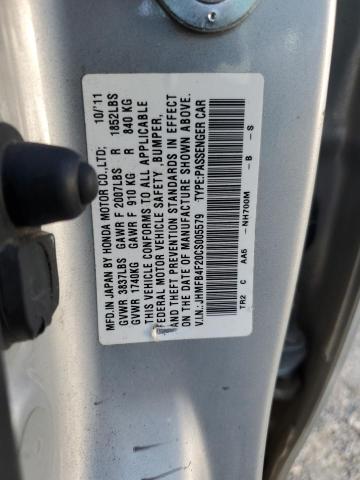 MFD.IN JAPAN BY HONDA MOTOR CO.,LTD; 10/'11
GVWR 3837LBS GAWR F 2007LBS R 1852LBS
GVWR 1740KG GAWR F 910 KG R 840 KG
THIS VEHICLE CONFORMS TO ALL APPLICABLE
FEDERAL MOTOR VEHICLE SAFETY ,BUMPER,
AND THEFT PREVENTION STANDARDS IN EFFECT
ON THE DATE OF MANUFACTURE SHOWN ABOVE.
V.I.N.: JHMFB4F20CS005579 TYPE:PASSENGER CAR
TR2 C AA5 - NH700M - B - S